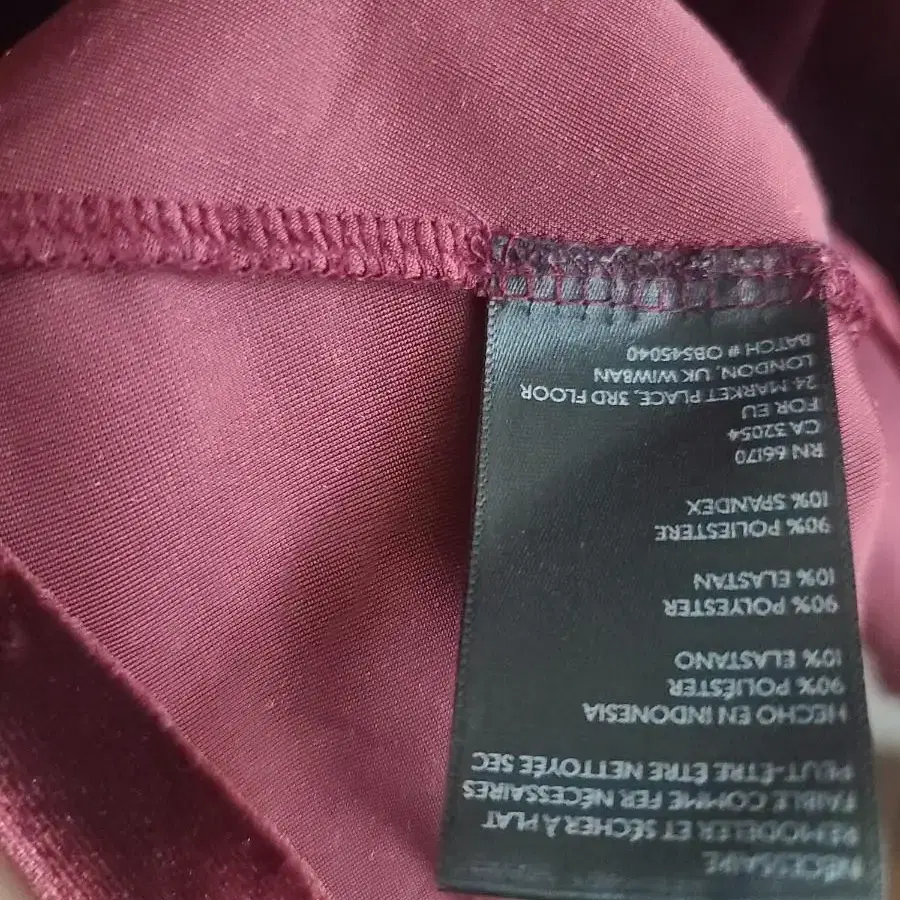 NÉCESSAIRE
REMODELER ET SÉCHER À PLAT
FAIBLE COMME FER NÉCESSAIRES
PEUT-ÊTRE ÊTRE NETTOYÉE SEC
HECHO EN INDONESIA
90% POLIÉSTER
10% ELASTANO
90% POLYESTER
10% ELASTAN
90% POLIESTERE
10% SPANDEX
RN 66170
CA 32054
FOR EU
24 MARKET PLACE, 3RD FLOOR
LONDON, UK W1W8AN
BATCH # OB545040